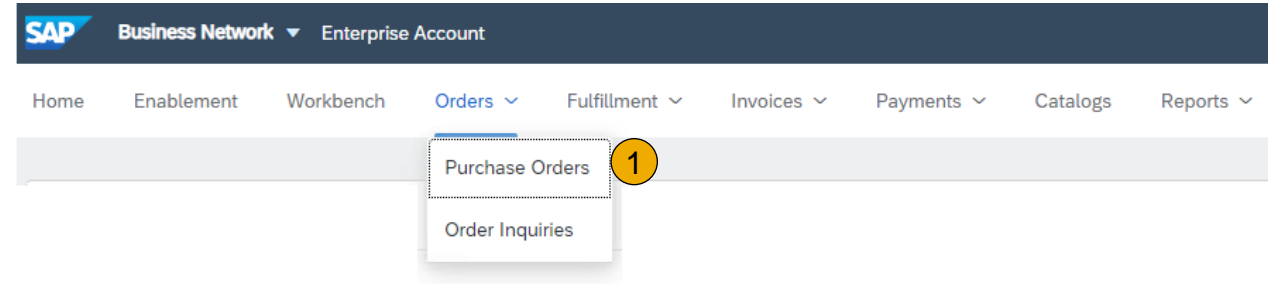 SAP Business Network Enterprise Account
Home Enablement Workbench Orders Fulfillment Invoices Payments Catalogs Reports
Purchase Orders 1
Order Inquiries